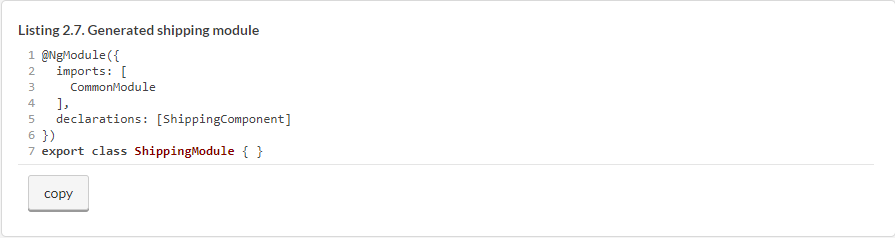 Listing 2.7. Generated shipping module
1 @NgModule({
2   imports: [
3     CommonModule
4   ],
5   declarations: [ShippingComponent]
6 })
7 export class ShippingModule { }
copy